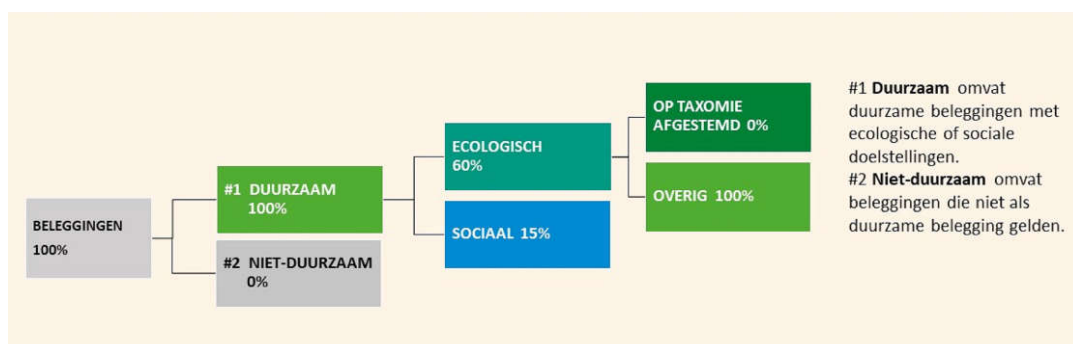 BELEGGINGEN
100%
#1 DUURZAAM
100%
#2 NIET-DUURZAAM
0%
ECOLOGISCH
60%
SOCIAAL 15%
OP TAXOMIE
AFGESTEMD 0%
OVERIG 100%
#1 Duurzaam omvat
duurzame beleggingen met
ecologische of sociale
doelstellingen.
#2 Niet-duurzaam omvat
beleggingen die niet als
duurzame belegging gelden.